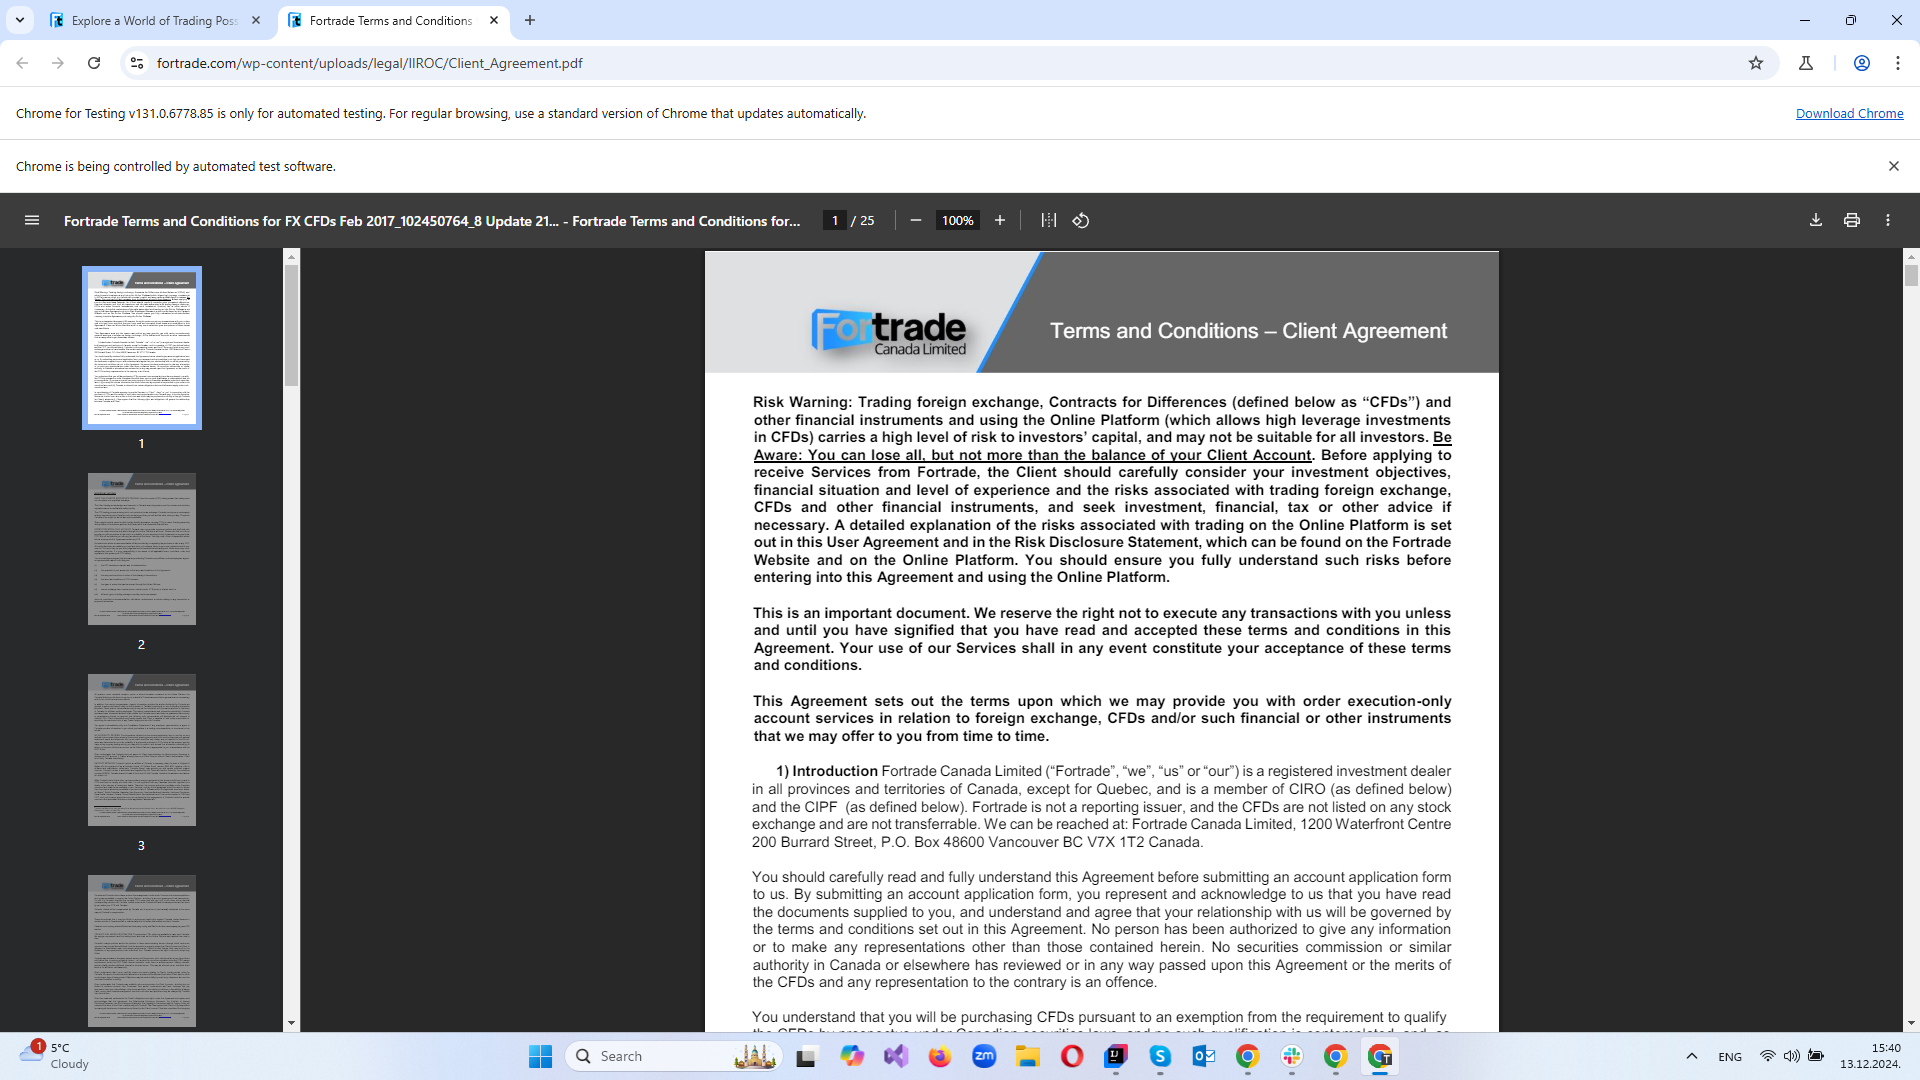 Explore a World of Trading Poss
Fortrade Terms and Conditions
fortrade.com/wp-content/uploads/legal/IIROC/Client_Agreement.pdf
Chrome for Testing v131.0.6778.85 is only for automated testing. For regular browsing, use a standard version of Chrome that updates automatically.
Download Chrome
Chrome is being controlled by automated test software.
Fortrade Terms and Conditions for FX CFDs Feb 2017_102450764_8 Update 21... - Fortrade Terms and Conditions for...
1 / 25
100%
1
2
3
Fortrade
Canada Limited
Terms and Conditions – Client Agreement
Risk Warning: Trading foreign exchange, Contracts for Differences (defined below as “CFDs”) and
other financial instruments and using the Online Platform (which allows high leverage investments
in CFDs) carries a high level of risk to investors’ capital, and may not be suitable for all investors. Be
Aware: You can lose all, but not more than the balance of your Client Account. Before applying to
receive Services from Fortrade, the Client should carefully consider your investment objectives,
financial situation and level of experience and the risks associated with trading foreign exchange,
CFDs and other financial instruments, and seek investment, financial, tax or other advice if
necessary. A detailed explanation of the risks associated with trading on the Online Platform is set
out in this User Agreement and in the Risk Disclosure Statement, which can be found on the Fortrade
Website and on the Online Platform. You should ensure you fully understand such risks before
entering into this Agreement and using the Online Platform.
This is an important document. We reserve the right not to execute any transactions with you unless
and until you have signified that you have read and accepted these terms and conditions in this
Agreement. Your use of our Services shall in any event constitute your acceptance of these terms
and conditions.
This Agreement sets out the terms upon which we may provide you with order execution-only
account services in relation to foreign exchange, CFDs and/or such financial or other instruments
that we may offer to you from time to time.
1) Introduction Fortrade Canada Limited (“Fortrade”, “we”, “us” or “our”) is a registered investment dealer
in all provinces and territories of Canada, except for Quebec, and is a member of CIRO (as defined below)
and the CIPF (as defined below). Fortrade is not a reporting issuer, and the CFDs are not listed on any stock
exchange and are not transferrable. We can be reached at: Fortrade Canada Limited, 1200 Waterfront Centre
200 Burrard Street, P.O. Box 48600 Vancouver BC V7X 1T2 Canada.
You should carefully read and fully understand this Agreement before submitting an account application form
to us. By submitting an account application form, you represent and acknowledge to us that you have read
the documents supplied to you, and understand and agree that your relationship with us will be governed by
the terms and conditions set out in this Agreement. No person has been authorized to give any information
or to make any representations other than those contained herein. No securities commission or similar
authority in Canada or elsewhere has reviewed or in any way passed upon this Agreement or the merits of
the CFDs and any representation to the contrary is an offence.
You understand that you will be purchasing CFDs pursuant to an exemption from the requirement to qualify
1
5°C
Cloudy
Search
zm
ENG
15:40
13.12.2024.